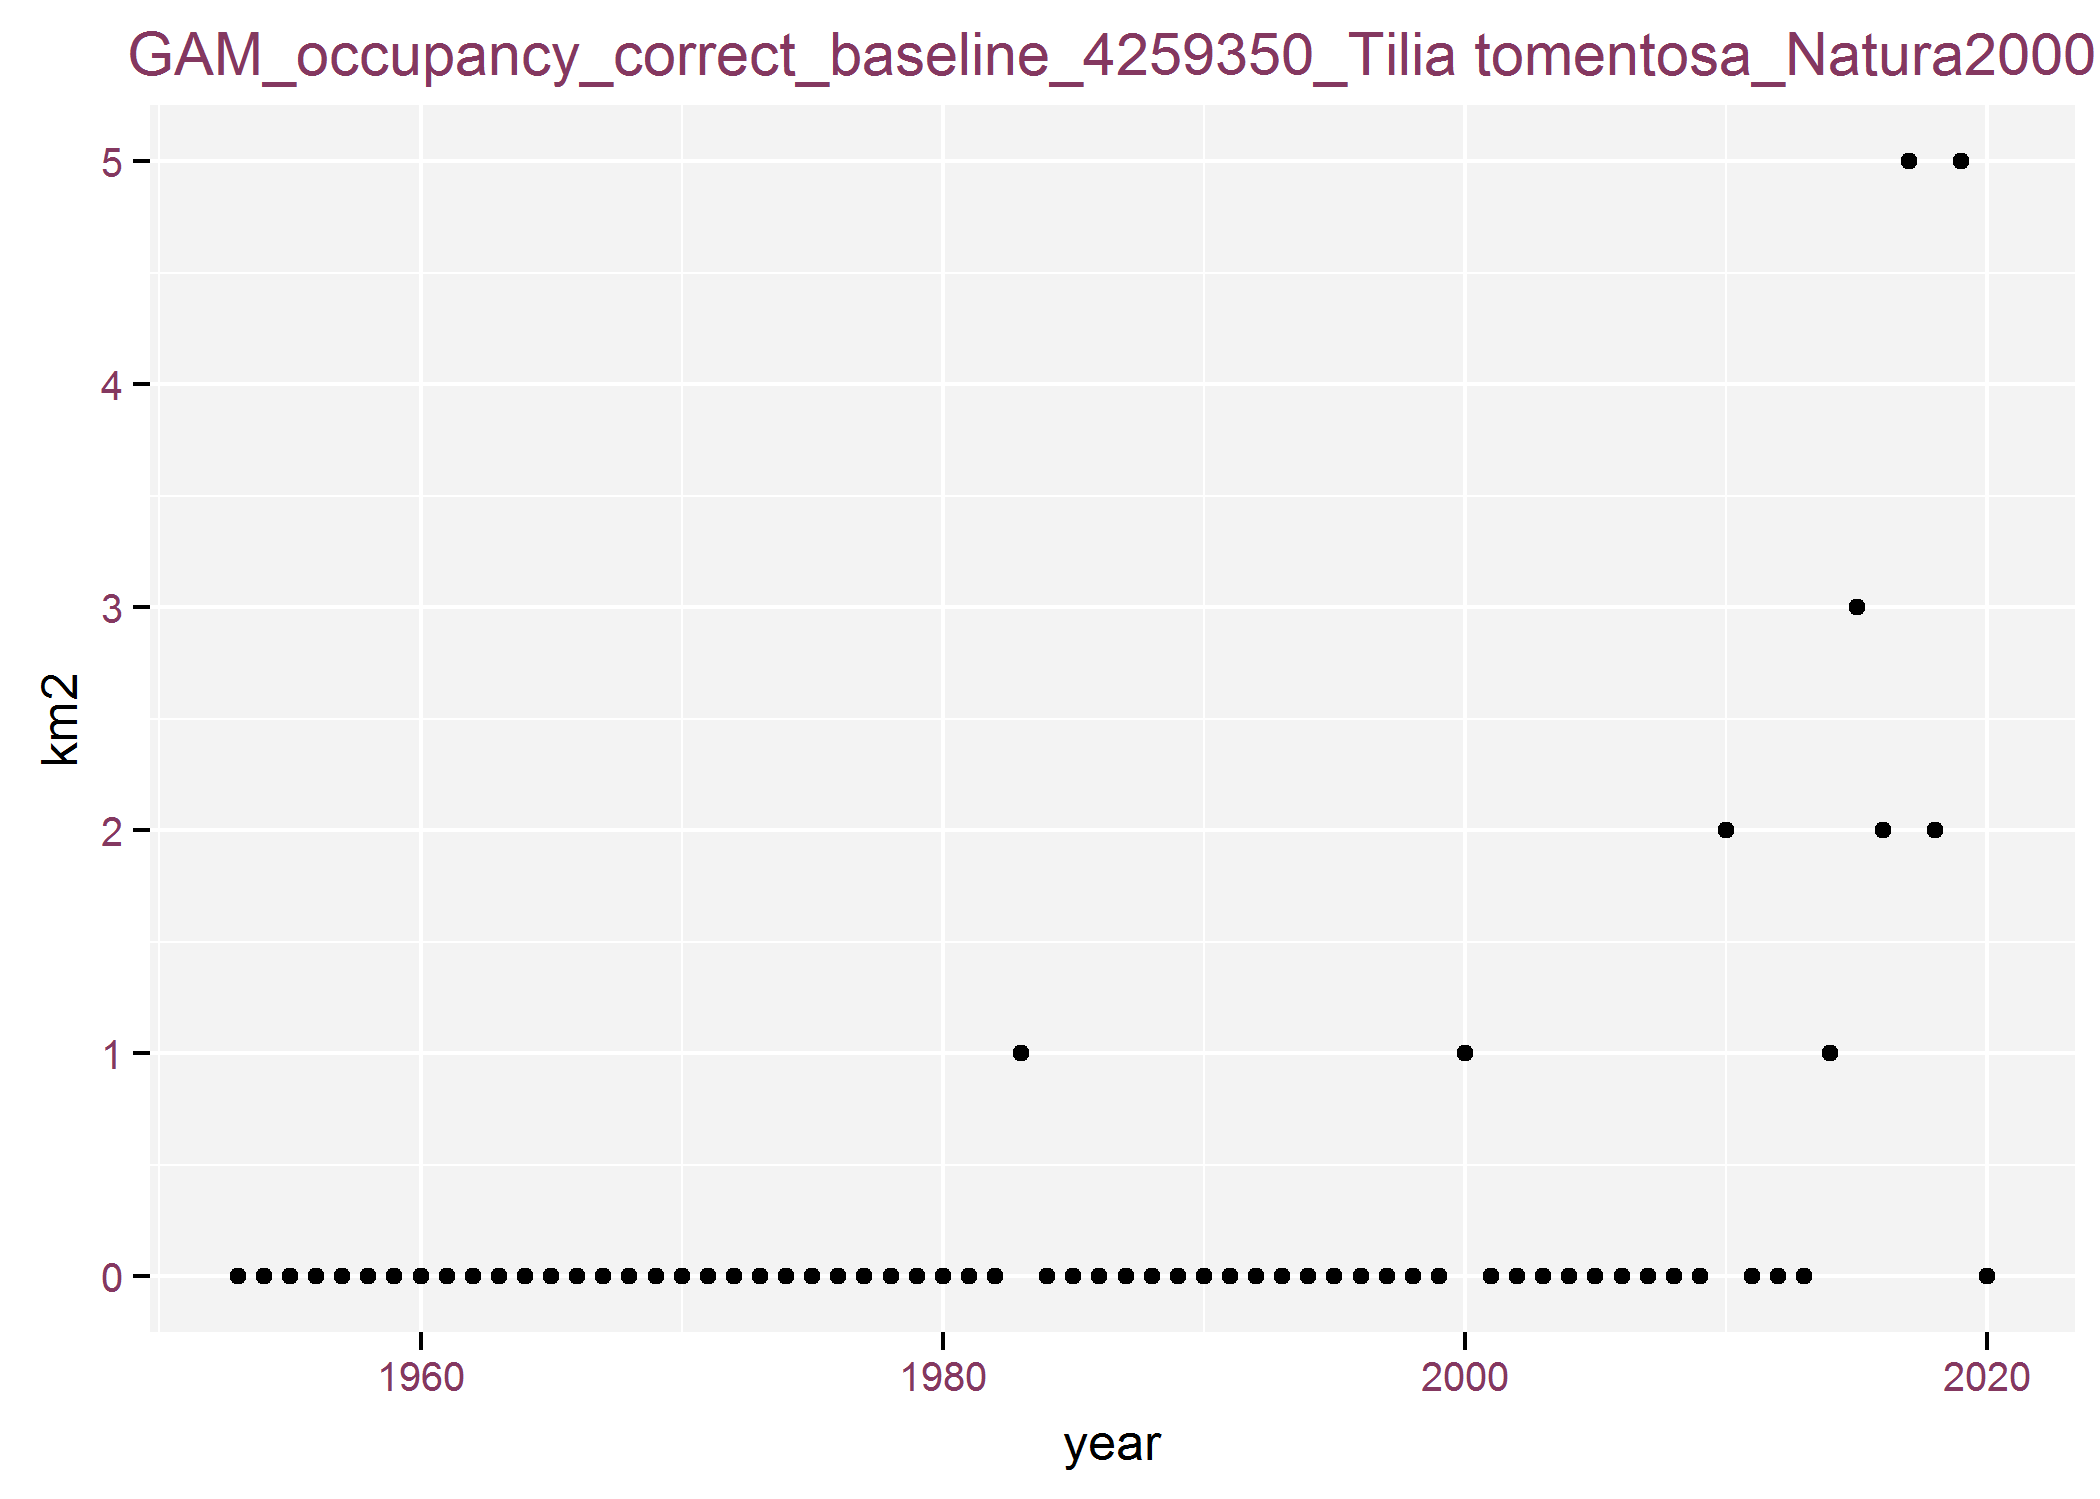 GAM_occupancy_correct_baseline_4259350_Tilia tomentosa_Natura2000
5
4
3
2
1
0
km2
1960 1980 2000 2020
year